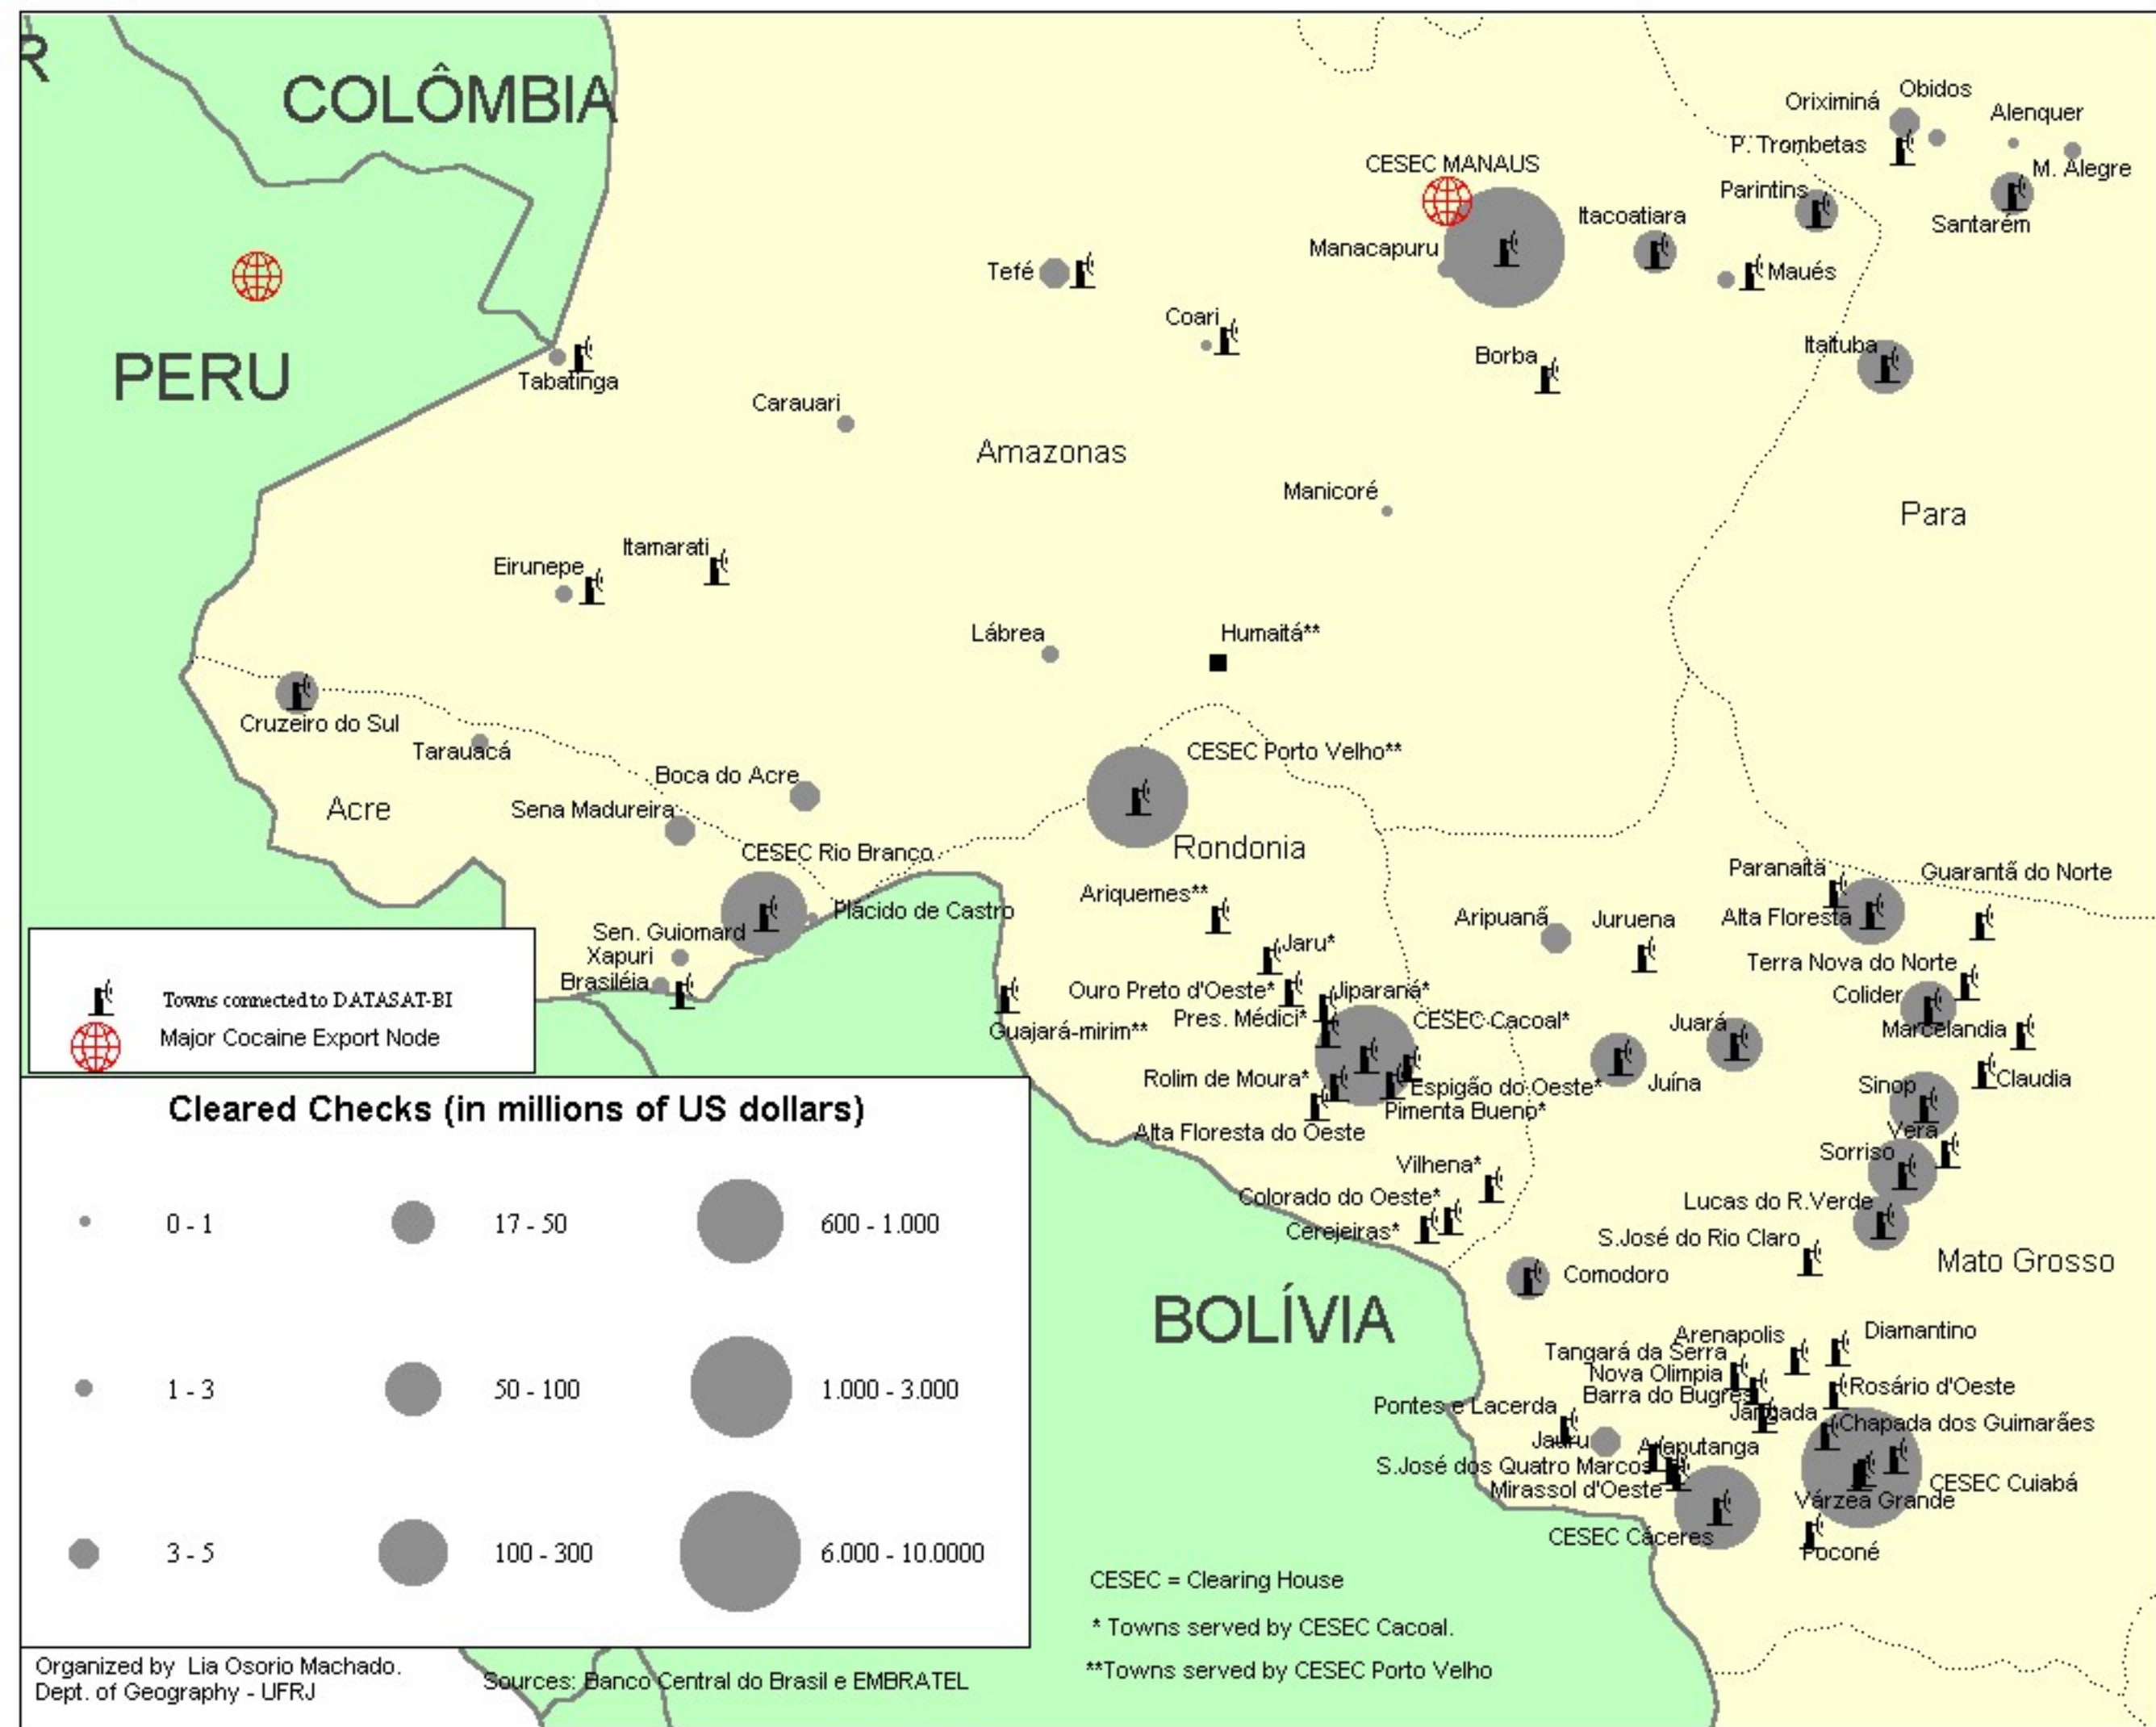 R
COLÔMBIA
PERU
BOLÍVIA
Oriximiná
Obidos
Alenquer
P. Trombetas
M. Alegre
CESEC MANAUS
Parintins
Itacoatiara
Santarém
Manacapuru
Tefé
Maués
Coari
Itaituba
Borba
Tabatinga
Carauari
Amazonas
Manicoré
Para
Itamarati
Eirunepe
Lábrea
Humaitá**
Cruzeiro do Sul
Tarauacá
CESEC Porto Velho**
Boca do Acre
Acre
Sena Madureira
Rondonia
CESEC Rio Branco
Paranaita
Guarantã do Norte
Ariquemes**
Plácido de Castro
Aripuanã
Juruena
Alta Floresta
Sen. Guiomard
Jaru*
Xapuri
Terra Nova do Norte
Brasiléia
Ouro Preto d'Oeste*
Jiparaná*
Colider
Pres. Médici*
CESEC Cacoal*
Juará
Marcelandia
Guajará-mirim**
Rolim de Moura*
Espigão do Oeste*
Juína
Sinop
Claudia
Pimenta Bueno*
Alta Floresta do Oeste
Vera
Sorriso
Vilhena*
Colorado do Oeste*
Lucas do R.Verde
Cerejeiras*
S.José do Rio Claro
Mato Grosso
Comodoro
Arenapolis
Diamantino
Tangará da Serra
Nova Olimpia
Rosário d'Oeste
Barra do Bugres
Pontes e Lacerda
Jangada
Chapada dos Guimarães
Jauru
Araputanga
S.José dos Quatro Marcos
CESEC Cuiabá
Mirassol d'Oeste
Várzea Grande
CESEC Cáceres
Poconé
Towns connected to DATASAT-BI
Major Cocaine Export Node
Cleared Checks (in millions of US dollars)
0 - 1
17 - 50
600 - 1.000
1 - 3
50 - 100
1.000 - 3.000
3 - 5
100 - 300
6.000 - 10.0000
CESEC = Clearing House
* Towns served by CESEC Cacoal.
**Towns served by CESEC Porto Velho
Organized by Lia Osorio Machado.
Dept. of Geography - UFRJ
Sources: Banco Central do Brasil e EMBRATEL